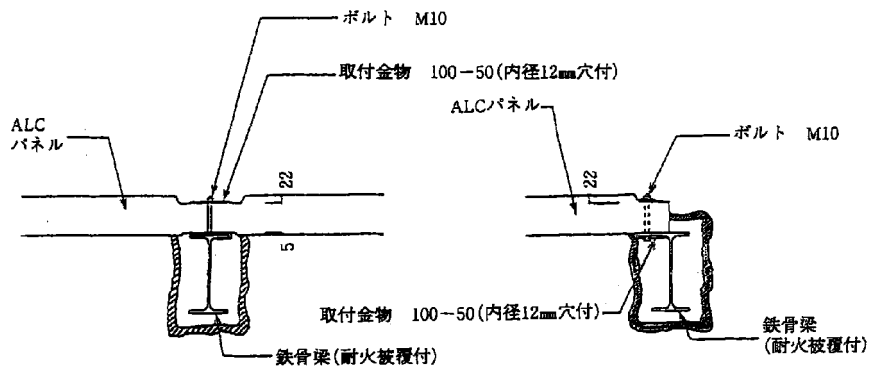 ボルト M10
取付金物 100-50(内径12㎜穴付)
ALC
パネル
22
5
鉄骨梁(耐火被覆付)
ALCパネル
ボルト M10
22
取付金物 100~50(内径12㎜穴付)
鉄骨梁
(耐火被覆付)